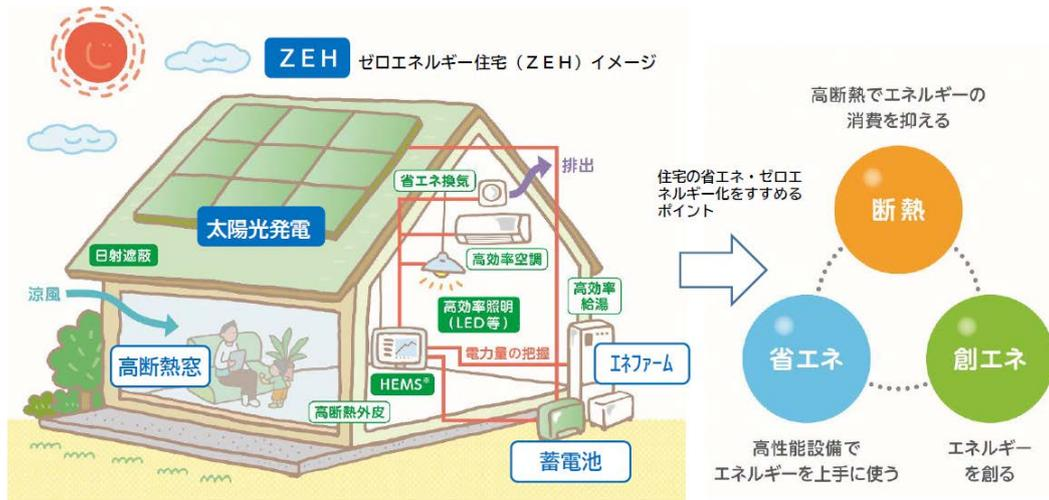 ZEH
ゼロエネルギー住宅（ZEH）イメージ
省エネ換気
排出
太陽光発電
日射遮蔽
高効率空調
涼風
高効率照明
(LED等)
高効率
給湯
高断熱窓
電力量の把握
エネファーム
HEMS※
高断熱外皮
蓄電池
住宅の省エネ・ゼロエ
ネルギー化をすすめる
ポイント
高断熱でエネルギーの
消費を抑える
断熱
省エネ
創エネ
高性能設備で
エネルギーを上手に使う
エネルギー
を創る